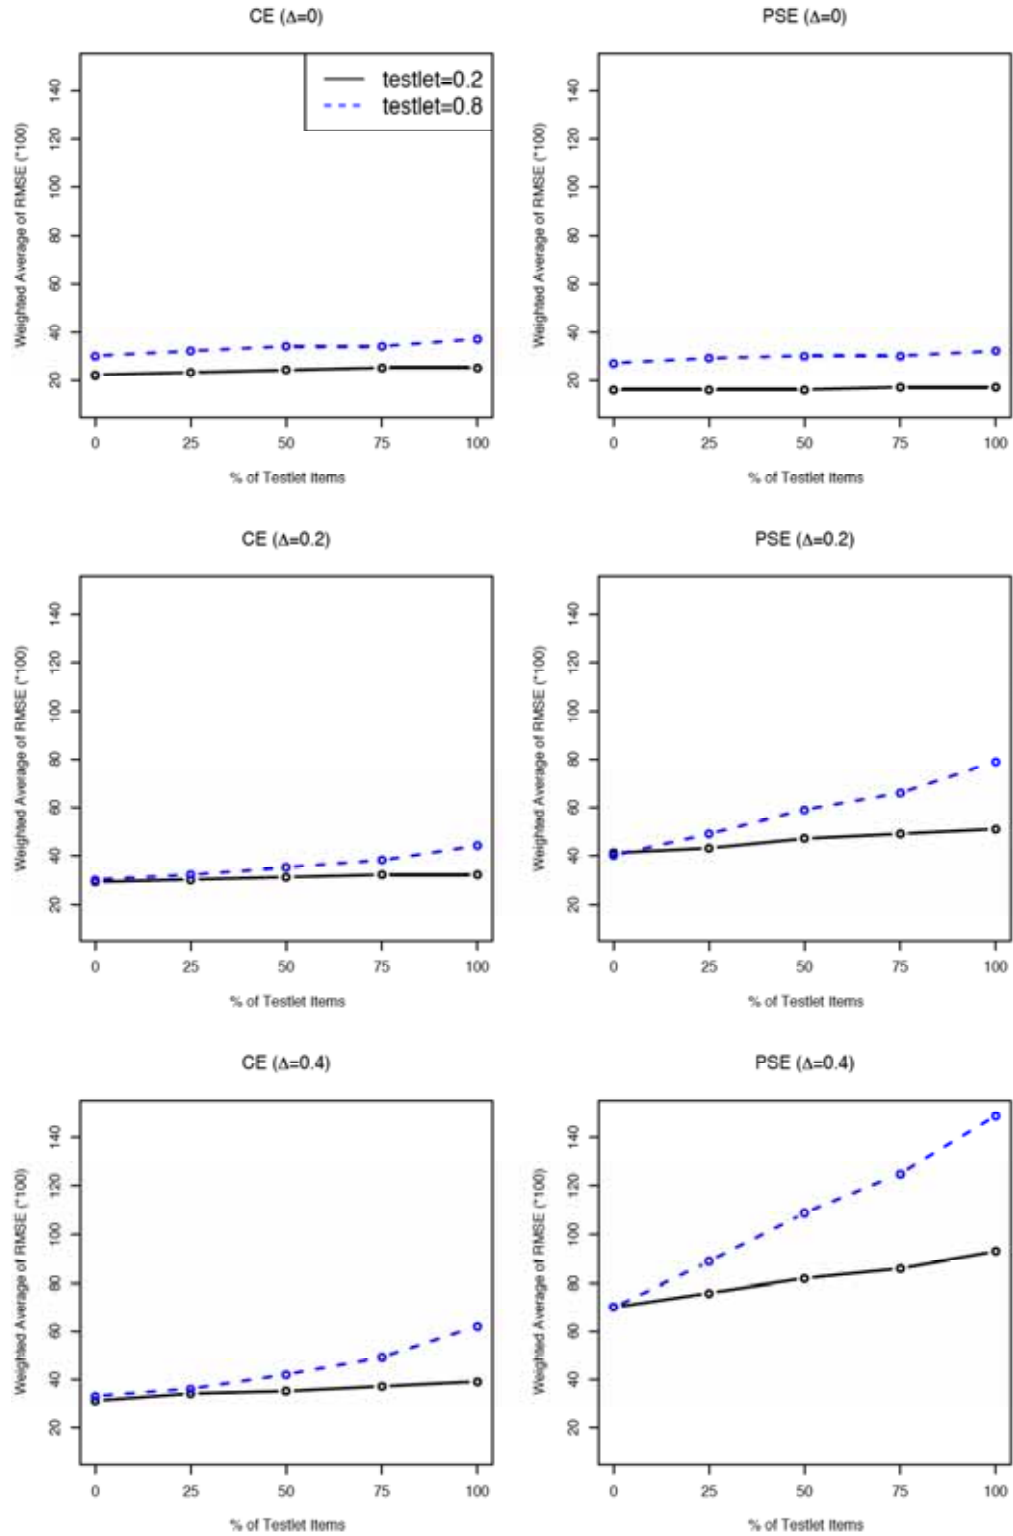 CE (Δ=0)
testlet=0.2
testlet=0.8
Weighted Average of RMSE (*100)
20 40 60 80 100 120 140
0 25 50 75 100
% of Testlet Items
PSE (Δ=0)
Weighted Average of RMSE (*100)
20 40 60 80 100 120 140
0 25 50 75 100
% of Testlet Items
CE (Δ=0.2)
Weighted Average of RMSE (*100)
20 40 60 80 100 120 140
0 25 50 75 100
% of Testlet Items
PSE (Δ=0.2)
Weighted Average of RMSE (*100)
20 40 60 80 100 120 140
0 25 50 75 100
% of Testlet Items
CE (Δ=0.4)
Weighted Average of RMSE (*100)
20 40 60 80 100 120 140
0 25 50 75 100
% of Testlet Items
PSE (Δ=0.4)
Weighted Average of RMSE (*100)
20 40 60 80 100 120 140
0 25 50 75 100
% of Testlet Items